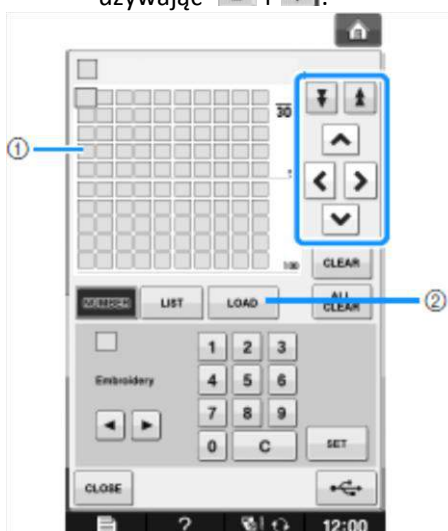 używając i
30
①
100
CLEAR
NUMBER LIST LOAD ②
ALL CLEAR
1 2 3
Embroidery 4 5 6
7 8 9
0 C SET
CLOSE
? 12:00